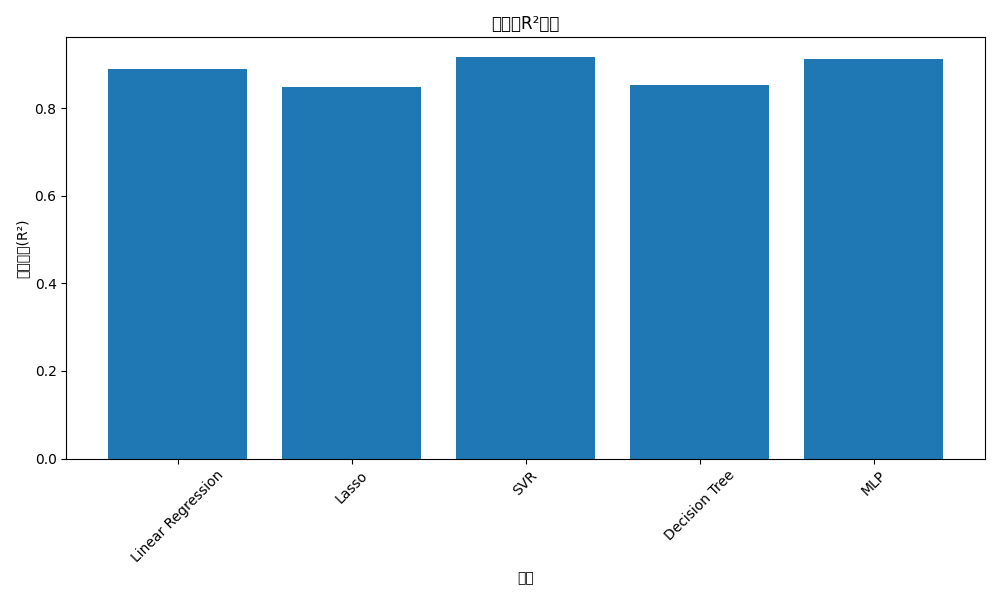 R²
(R²)
0.8
0.6
0.4
0.2
0.0
Linear Regression
Lasso
SVR
Decision Tree
MLP